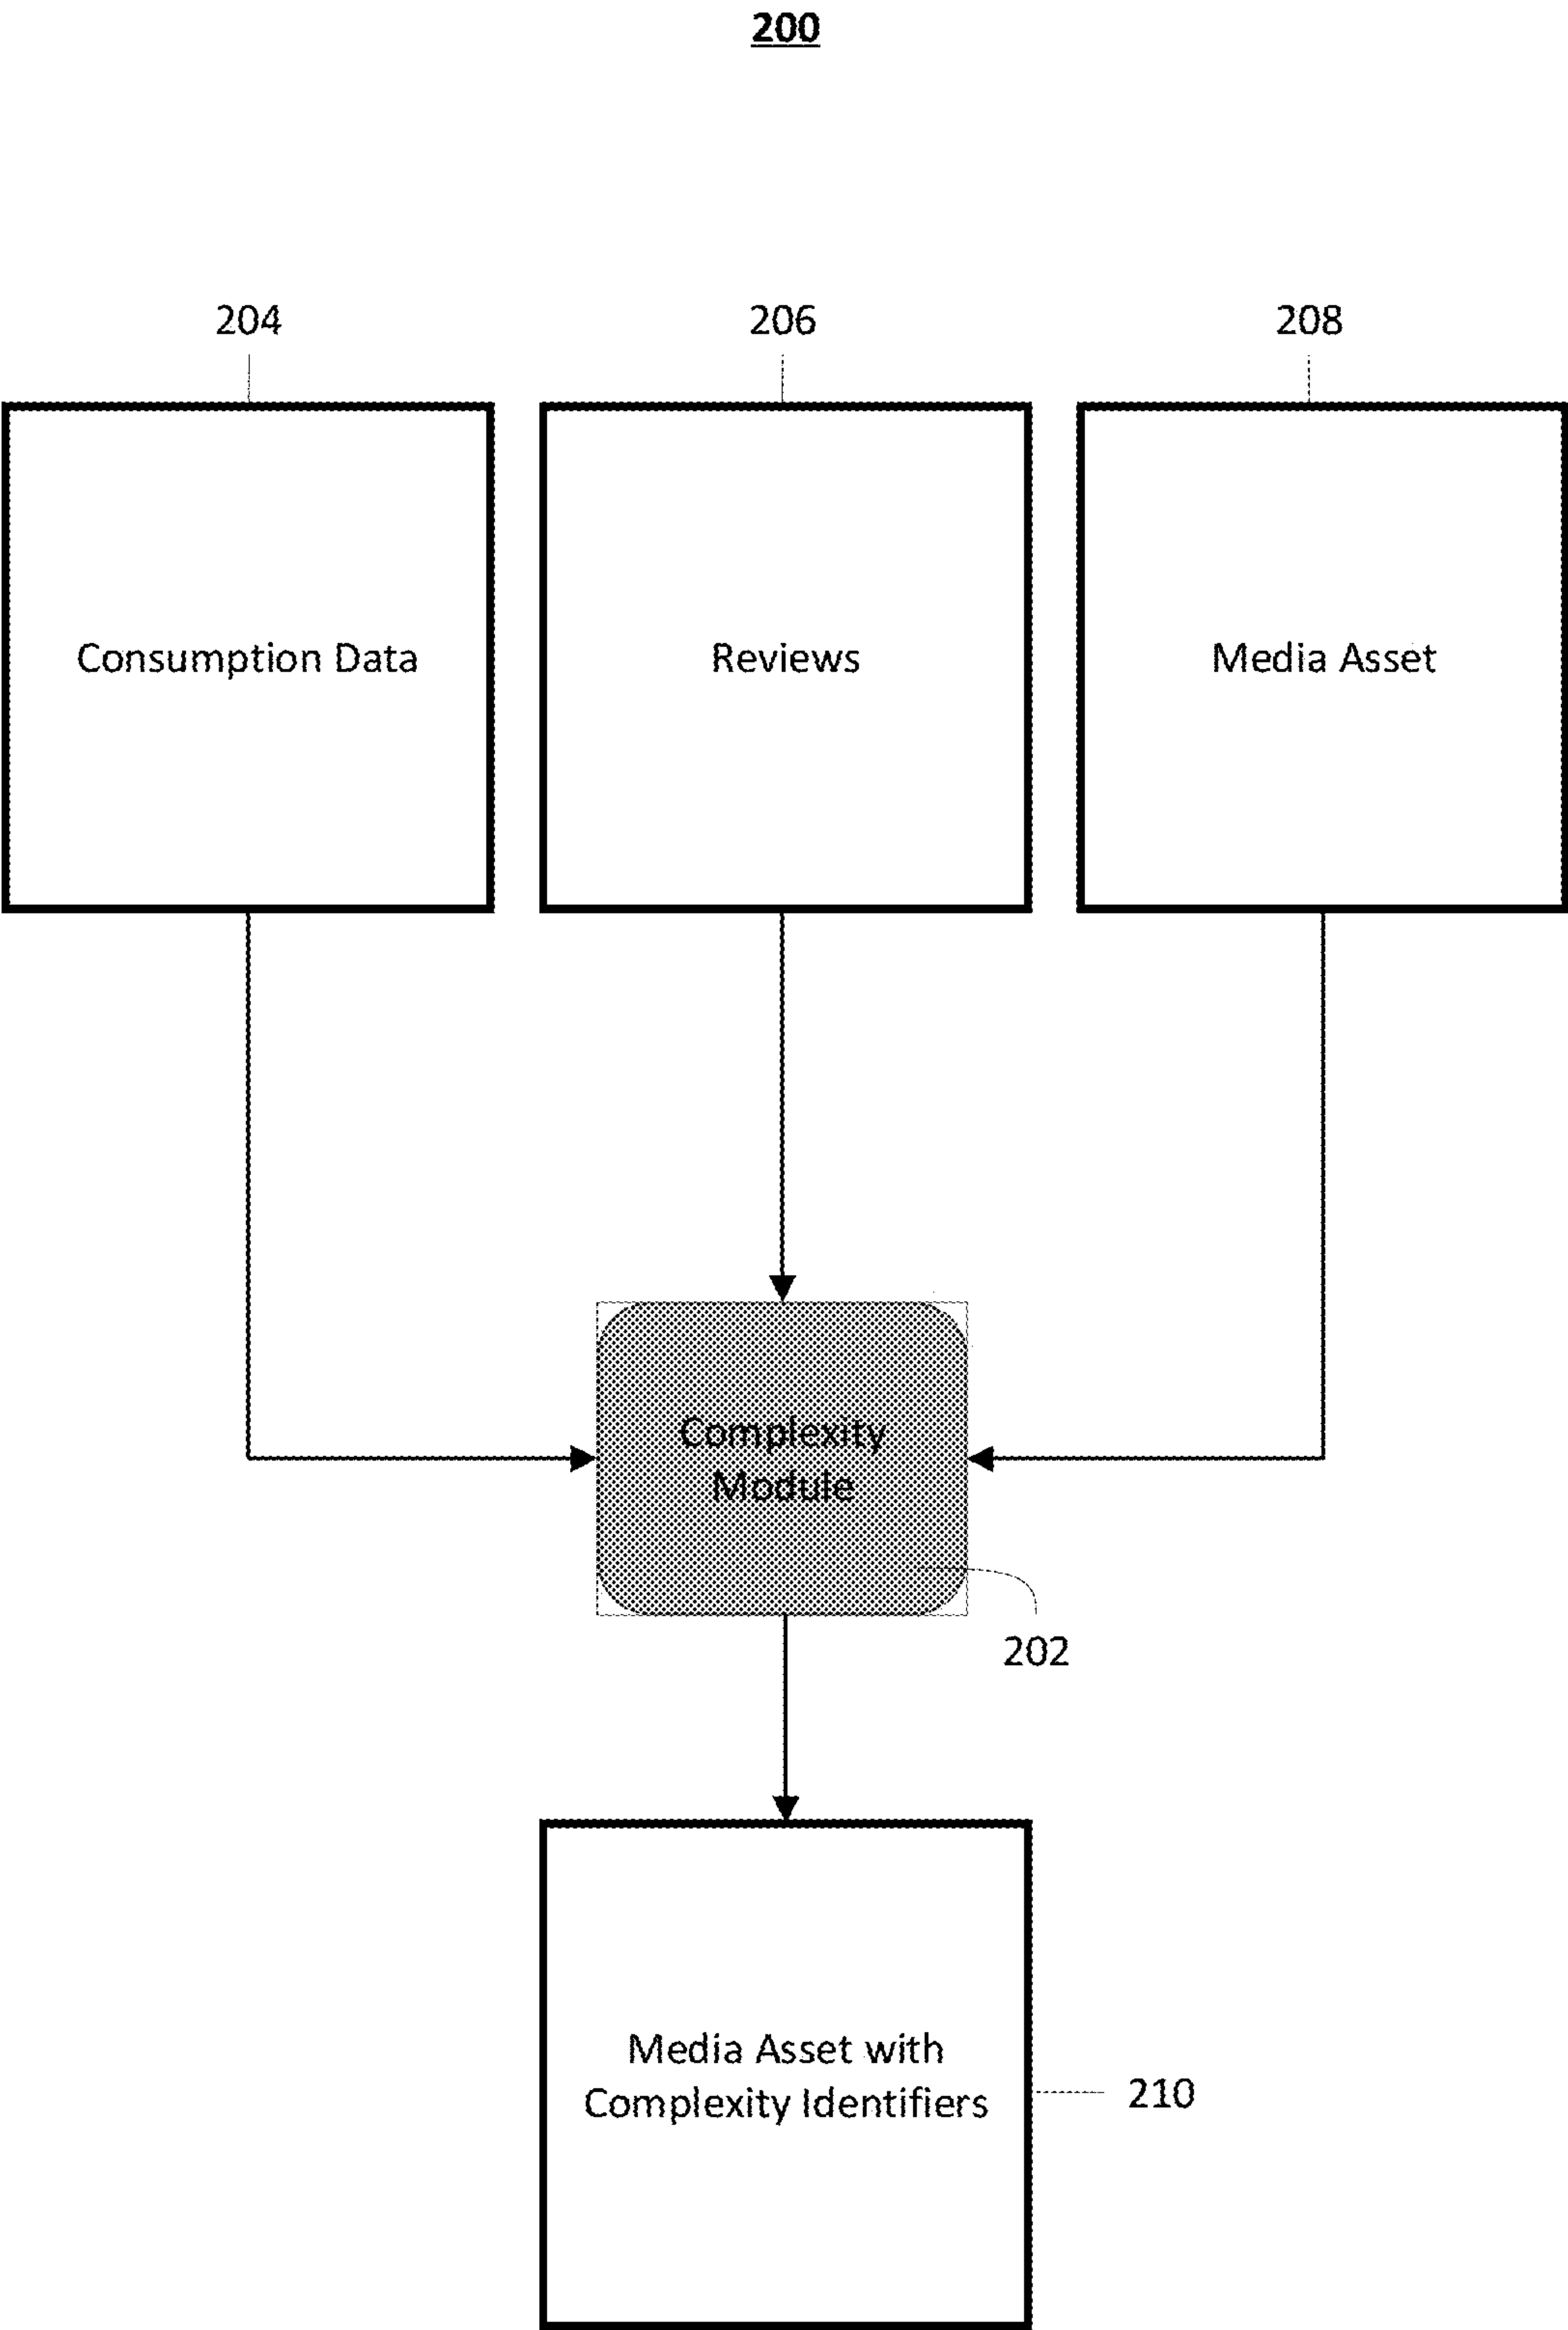 200
204
206
208
Consumption Data
Reviews
Media Asset
Complexity
Module
202
Media Asset with
Complexity Identifiers
210